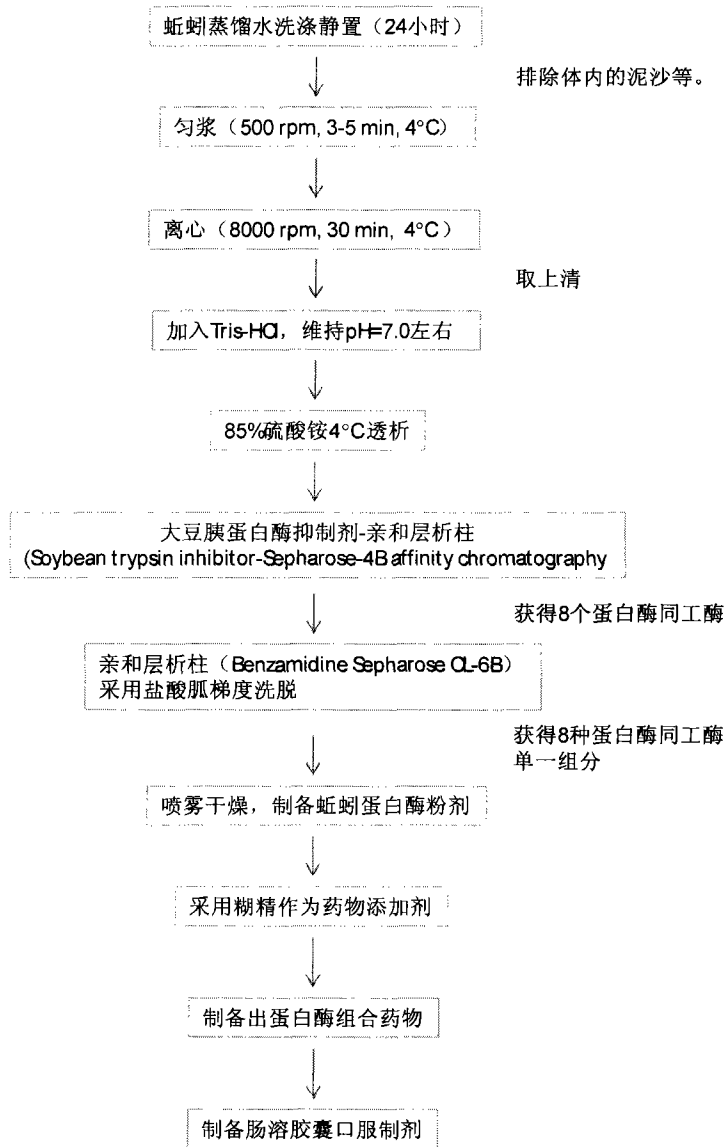 蚯蚓蒸馏水洗涤静置（24小时）
排除体内的泥沙等。
匀浆（500 rpm, 3-5 min, 4°C）
离心（8000 rpm, 30 min, 4°C）
取上清
加入Tris-HCl，维持pH=7.0左右
85%硫酸铵4°C透析
大豆胰蛋白酶抑制剂-亲和层析柱
(Soybean trypsin inhibitor-Sepharose-4B affinity chromatography
获得8个蛋白酶同工酶
亲和层析柱（Benzamidine Sepharose CL-6B）
采用盐酸胍梯度洗脱
获得8种蛋白酶同工酶
单一组分
喷雾干燥，制备蚯蚓蛋白酶粉剂
采用糊精作为药物添加剂
制备出蛋白酶组合药物
制备肠溶胶囊口服制剂